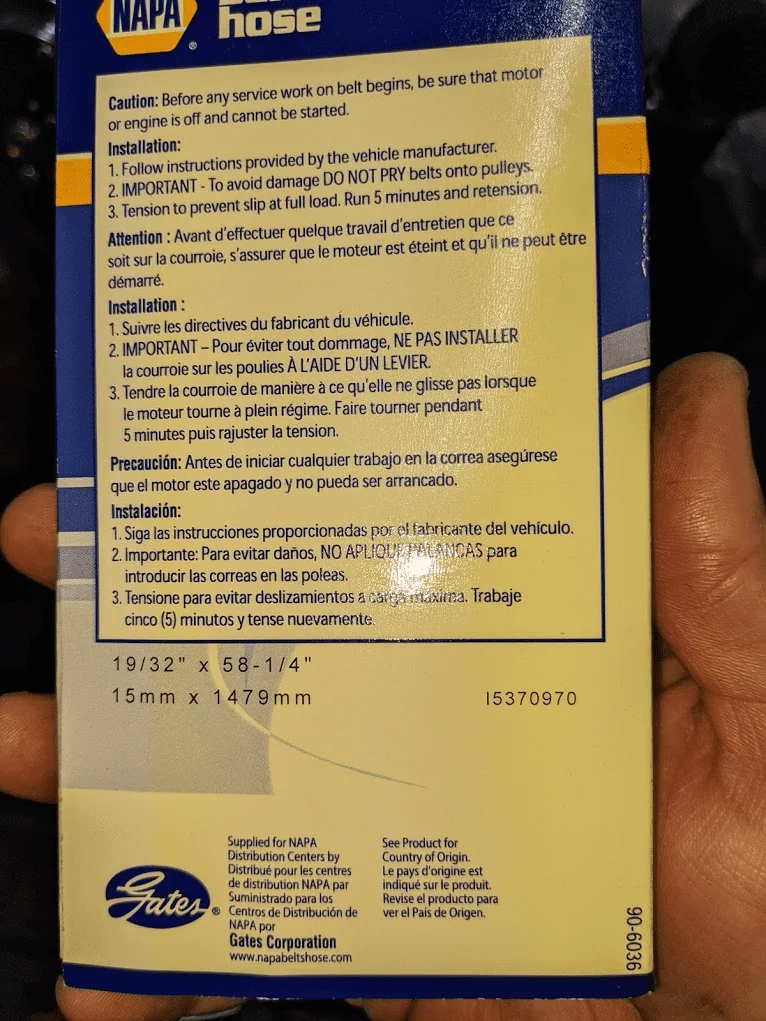 NAPA
®
hose
Caution: Before any service work on belt begins, be sure that motor
or engine is off and cannot be started.
Installation:
1. Follow instructions provided by the vehicle manufacturer.
2. IMPORTANT - To avoid damage DO NOT PRY belts onto pulleys.
3. Tension to prevent slip at full load. Run 5 minutes and retension.
Attention : Avant d'effectuer quelque travail d'entretien que ce
soit sur la courroie, s'assurer que le moteur est éteint et qu'il ne peut être
démarré.
Installation :
1. Suivre les directives du fabricant du véhicule.
2. IMPORTANT – Pour éviter tout dommage, NE PAS INSTALLER
la courroie sur les poulies À L'AIDE D'UN LEVIER.
3. Tendre la courroie de manière à ce qu'elle ne glisse pas lorsque
le moteur tourne à plein régime. Faire tourner pendant
5 minutes puis rajuster la tension.
Precaución: Antes de iniciar cualquier trabajo en la correa asegúrese
que el motor este apagado y no pueda ser arrancado.
Instalación:
1. Siga las instrucciones proporcionadas por el fabricante del vehículo.
2. Importante: Para evitar daños, NO APLIQUE PALANCAS para
introducir las correas en las poleas.
3. Tensione para evitar deslizamientos a carga maxima. Trabaje
cinco (5) minutos y tense nuevamente.
19/32" x 58-1/4"
15mm x 1479mm
I5370970
Gates ®
Supplied for NAPA
Distribution Centers by
Distribué pour les centres
de distribution NAPA par
Suministrado para los
Centros de Distribución de
NAPA por
Gates Corporation
www.napabeltshose.com
See Product for
Country of Origin.
Le pays d'origine est
indiqué sur le produit.
Revise el producto para
ver el País de Origen.
90-6036